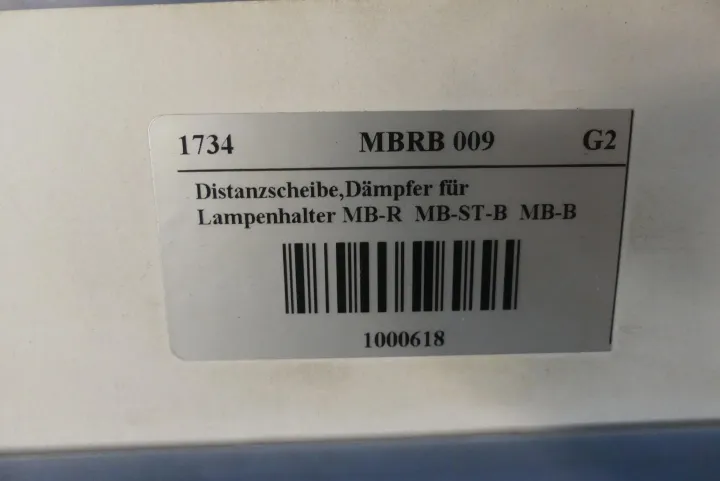 1734 MBRB 009 G2
Distanzscheibe,Dämpfer für
Lampenhalter MB-R MB-ST-B MB-B
1000618